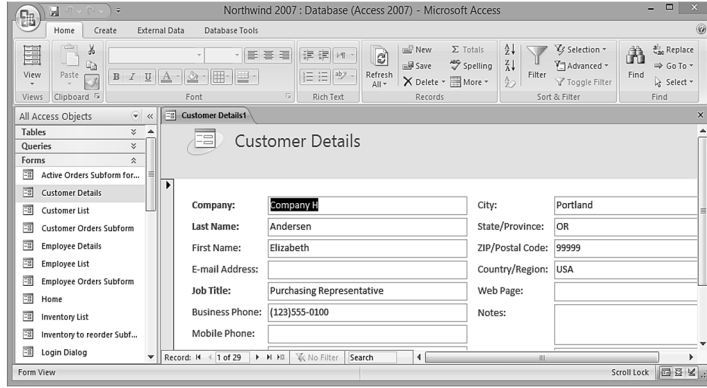 Northwind 2007 : Database (Access 2007) - Microsoft Access
Home Create External Data Database Tools
View Paste B I U A Refresh All New Save Delete Σ Totals Spelling More Filter Selection Advanced Toggle Filter Find Replace Go To Select
Views Clipboard Font Rich Text Records Sort & Filter Find
All Access Objects
Customer Details1
Tables
Queries
Forms
Active Orders Subform for...
Customer Details
Customer List
Customer Orders Subform
Employee Details
Employee List
Employee Orders Subform
Home
Inventory List
Inventory to reorder Subf...
Login Dialog
Customer Details
Company: Company H City: Portland
Last Name: Andersen State/Province: OR
First Name: Elizabeth ZIP/Postal Code: 99999
E-mail Address: Country/Region: USA
Job Title: Purchasing Representative Web Page:
Business Phone: (123)555-0100 Notes:
Mobile Phone:
Record: 1 of 29 No Filter Search
Form View Scroll Lock